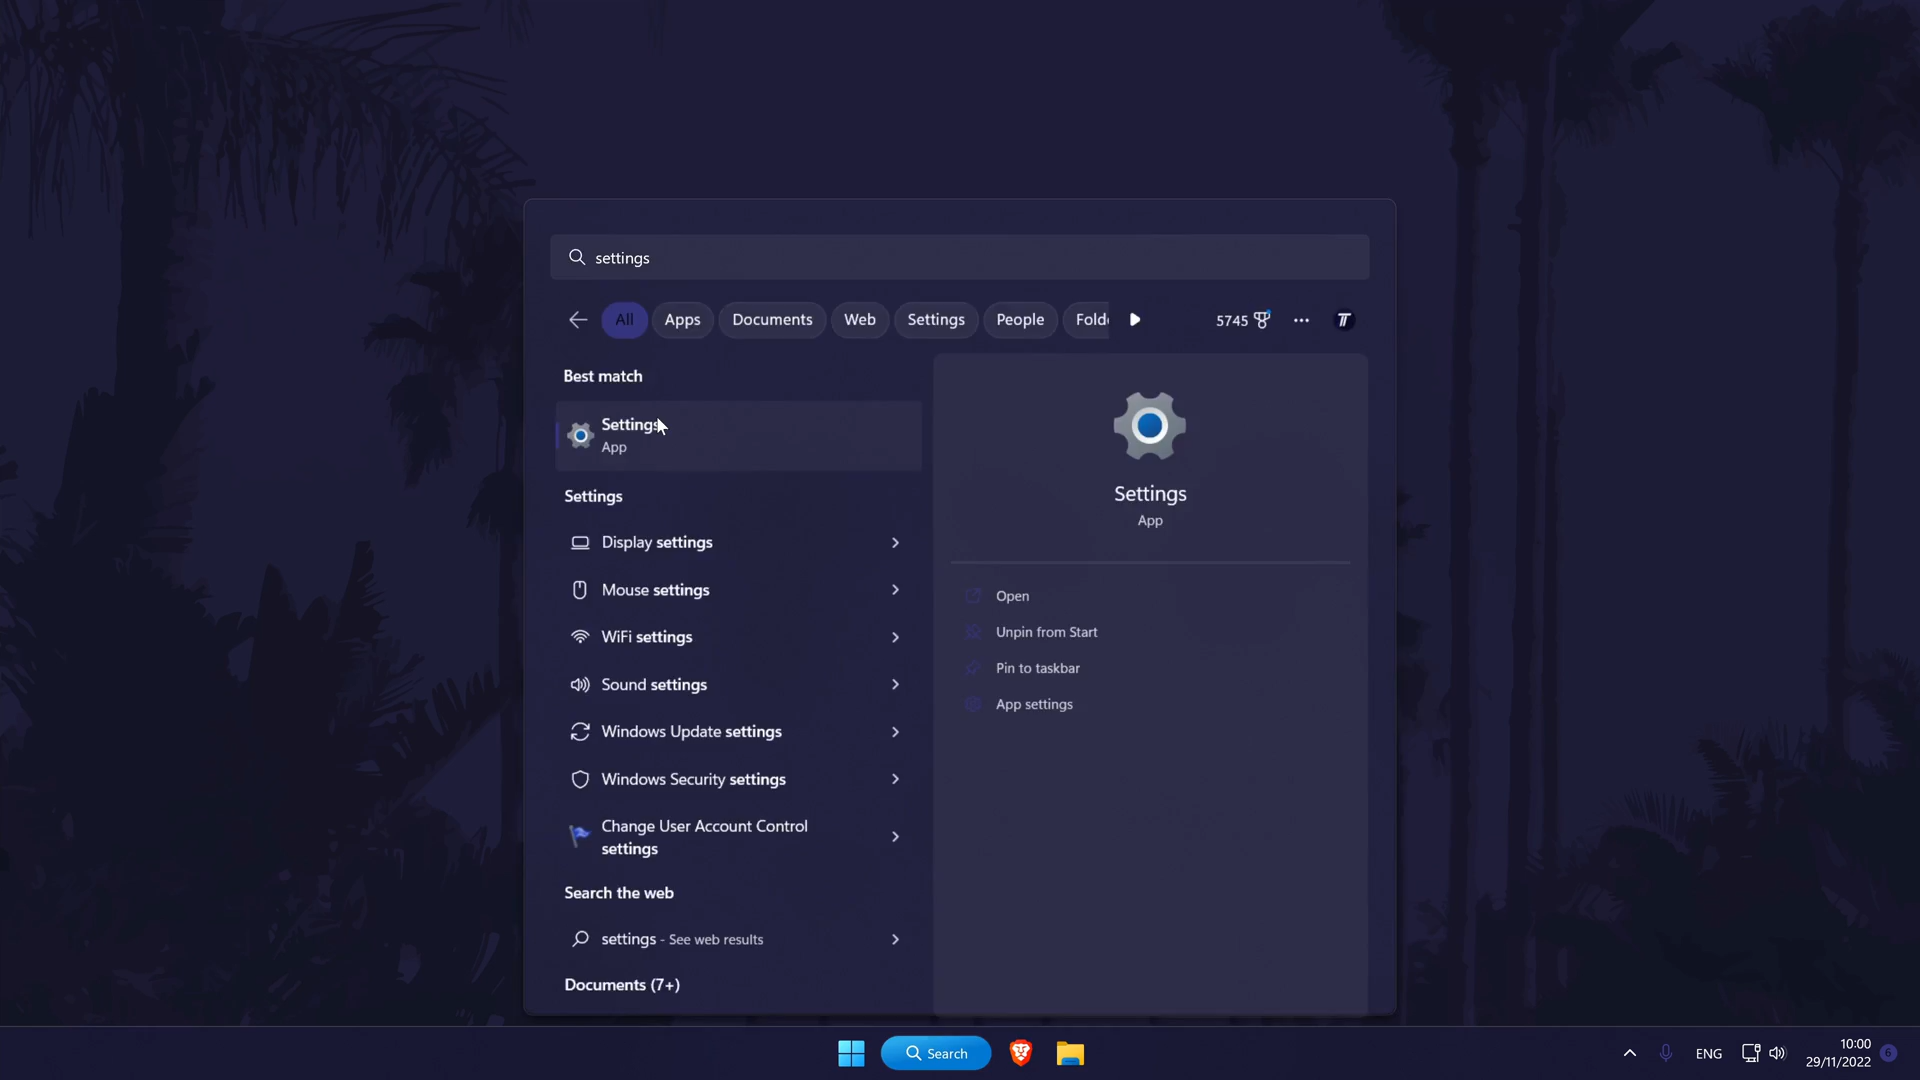 settings
All Apps Documents Web Settings People Folde 5745
Best match
Settings
App
Settings
Display settings
Mouse settings
WiFi settings
Sound settings
Windows Update settings
Windows Security settings
Change User Account Control
settings
Search the web
settings - See web results
Documents (7+)
Settings
App
Open
Unpin from Start
Pin to taskbar
App settings
Search
ENG
10:00
29/11/2022
6